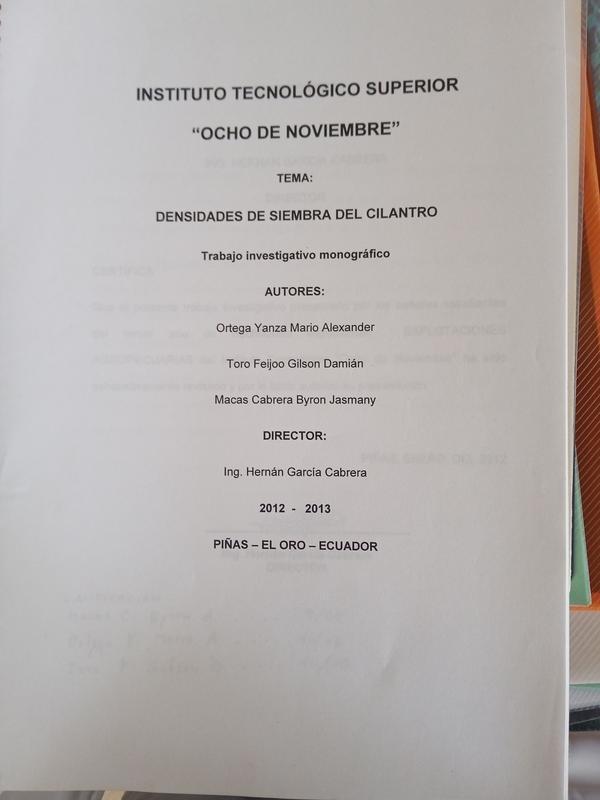 INSTITUTO TECNOLÓGICO SUPERIOR
“OCHO DE NOVIEMBRE”
TEMA:
DENSIDADES DE SIEMBRA DEL CILANTRO
Trabajo investigativo monográfico
AUTORES:
Ortega Yanza Mario Alexander
Toro Feijoo Gilson Damián
Macas Cabrera Byron Jasmany
DIRECTOR:
Ing. Hernán García Cabrera
2012 - 2013
PIÑAS – EL ORO – ECUADOR